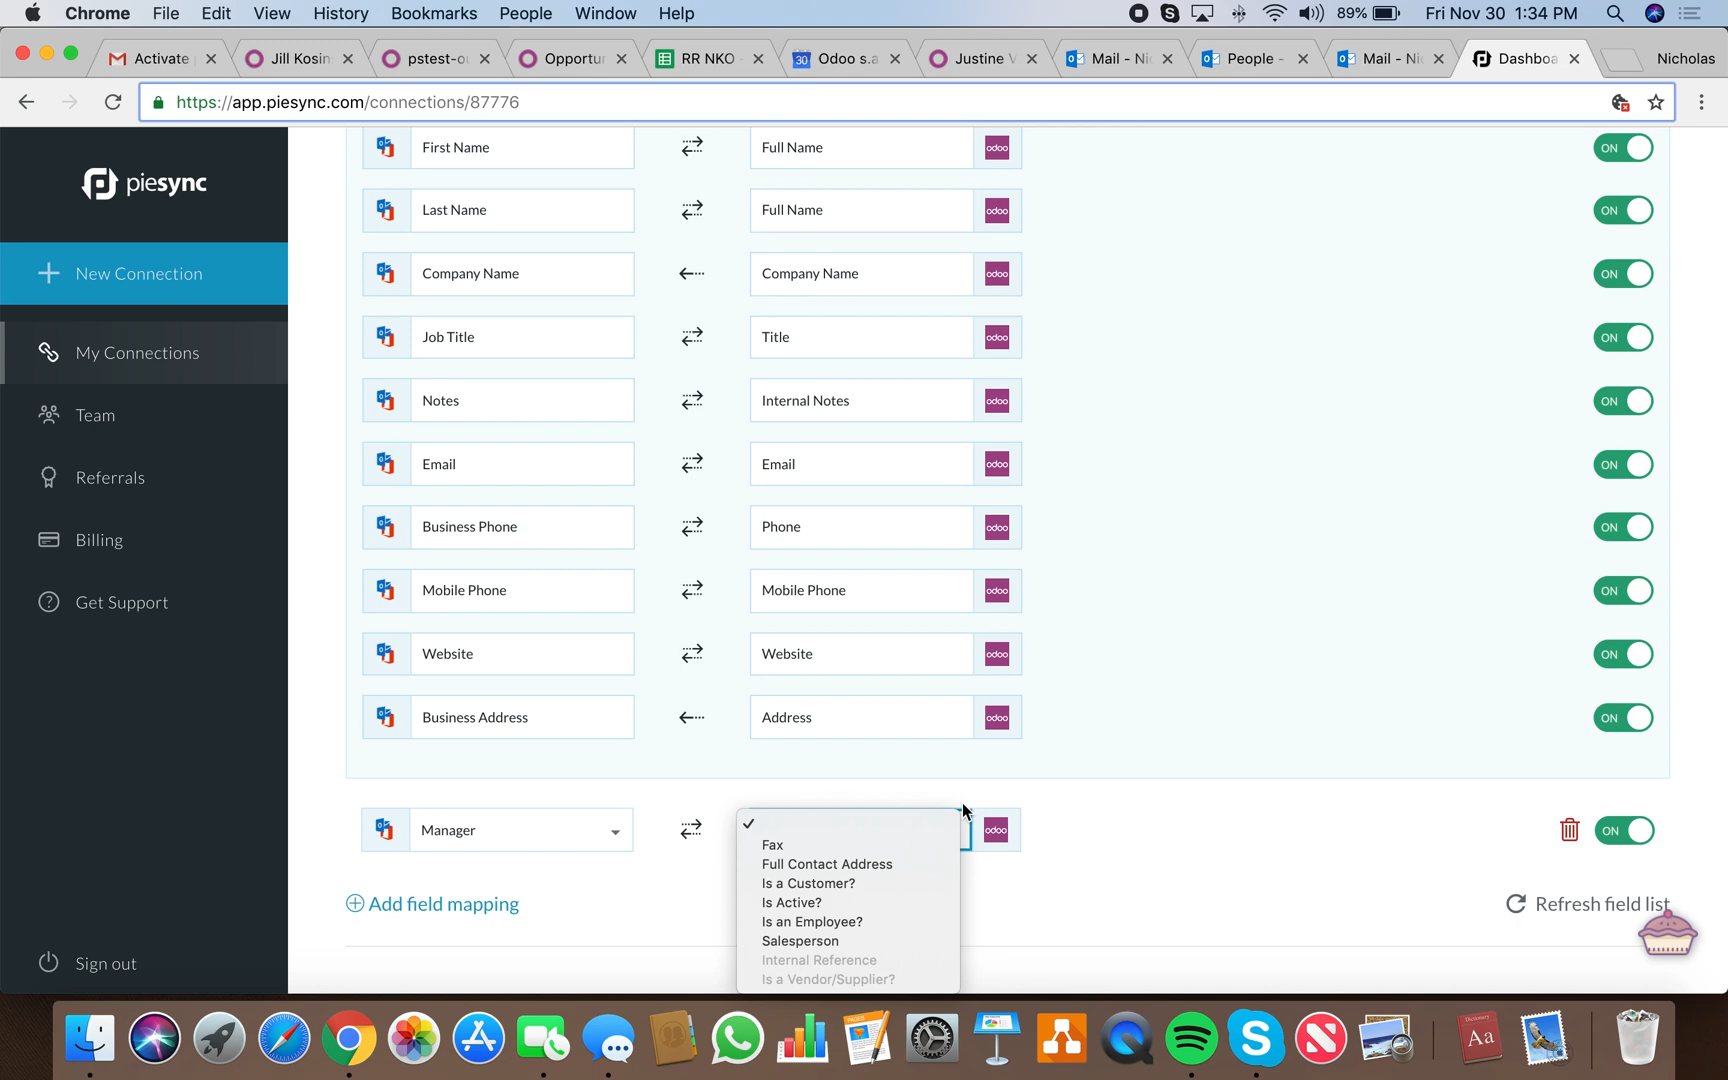 Chrome File Edit View History Bookmarks People Window Help 89% Fri Nov 30 1:34 PM
Activate Jill Kosin pstest-o Opportu RR NKO 30 Odoo s.a Justine V Mail - Ni People - Mail - Ni Dashboa Nicholas
https://app.piesync.com/connections/87776
piesync
New Connection
My Connections
Team
Referrals
Billing
Get Support
Sign out
First Name Full Name odoo ON
Last Name Full Name odoo ON
Company Name Company Name odoo ON
Job Title Title odoo ON
Notes Internal Notes odoo ON
Email Email odoo ON
Business Phone Phone odoo ON
Mobile Phone Mobile Phone odoo ON
Website Website odoo ON
Business Address Address odoo ON
Manager odoo ON
Fax
Full Contact Address
Is a Customer?
Is Active?
Is an Employee?
Salesperson
Internal Reference
Is a Vendor/Supplier?
Add field mapping Refresh field list
PAGES
Dictionary
Aa